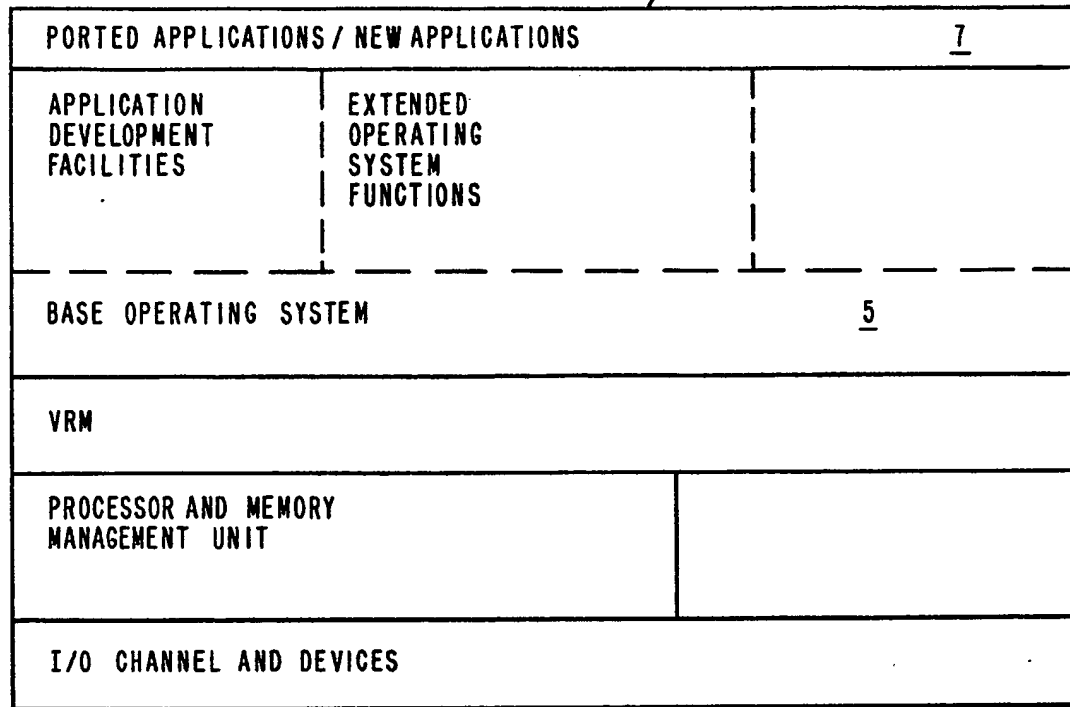 PORTED APPLICATIONS / NEW APPLICATIONS 7
APPLICATION
DEVELOPMENT
FACILITIES
EXTENDED
OPERATING
SYSTEM
FUNCTIONS
BASE OPERATING SYSTEM 5
VRM
PROCESSOR AND MEMORY
MANAGEMENT UNIT
I/O CHANNEL AND DEVICES